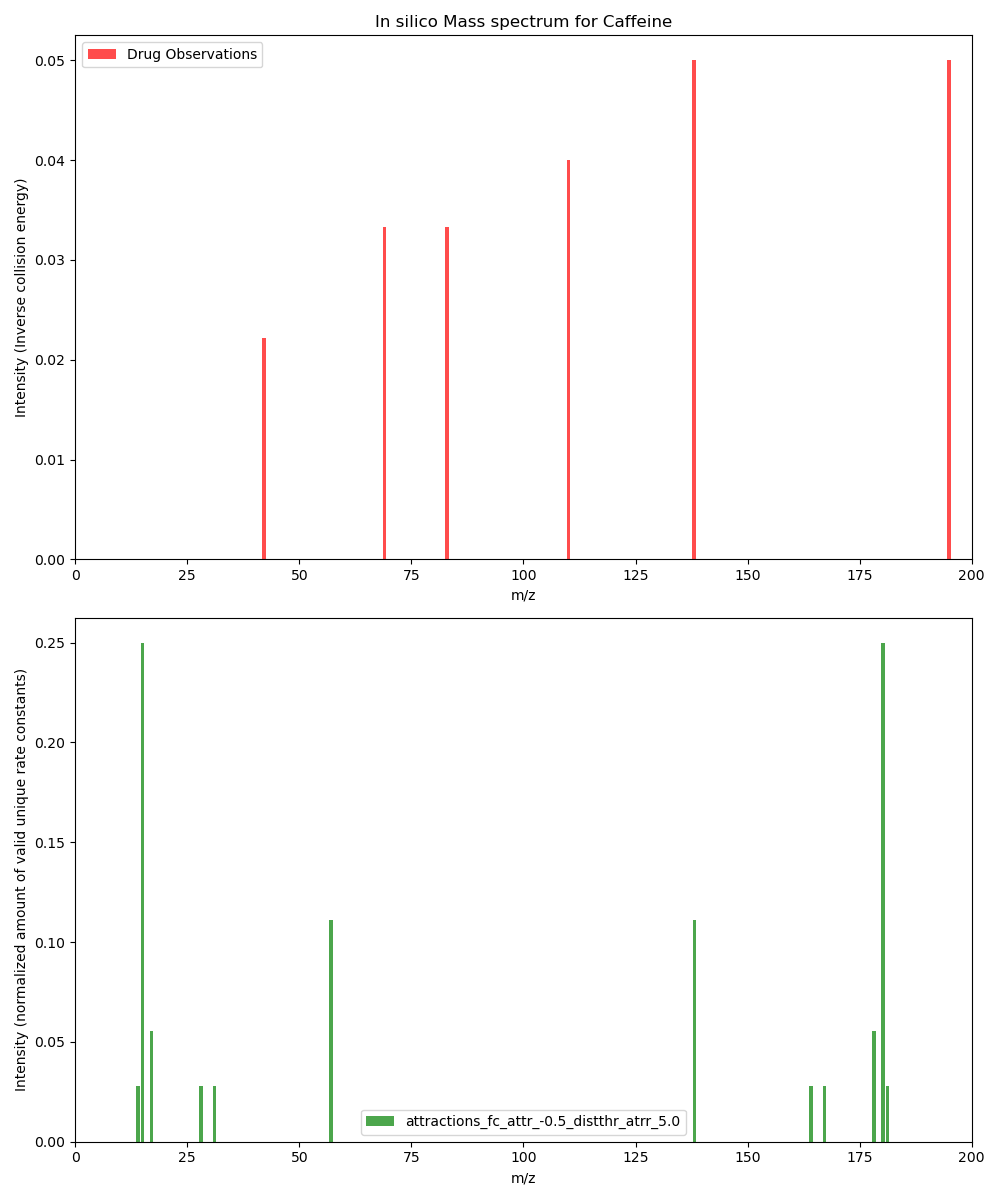 In silico Mass spectrum for Caffeine
Drug Observations
Intensity (Inverse collision energy)
0.05
0.04
0.03
0.02
0.01
0.00
0 25 50 75 100 125 150 175 200
m/z
Intensity (normalized amount of valid unique rate constants)
0.25
0.20
0.15
0.10
0.05
0.00
attractions_fc_attr_-0.5_distthr_atrr_5.0
0 25 50 75 100 125 150 175 200
m/z